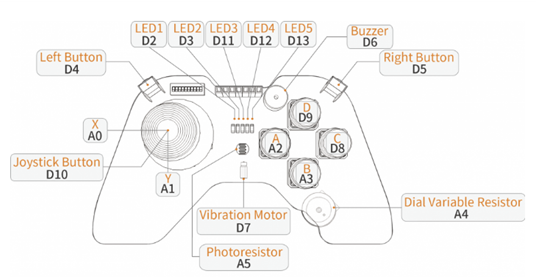 LED1 LED2 LED3 LED4 LED5
D2 D3 D11 D12 D13
Buzzer
D6
Left Button
D4
Right Button
D5
D
D9
X
A0
A
A2
C
D8
Joystick Button
D10
B
A3
Y
A1
Dial Variable Resistor
A4
Vibration Motor
D7
Photoresistor
A5